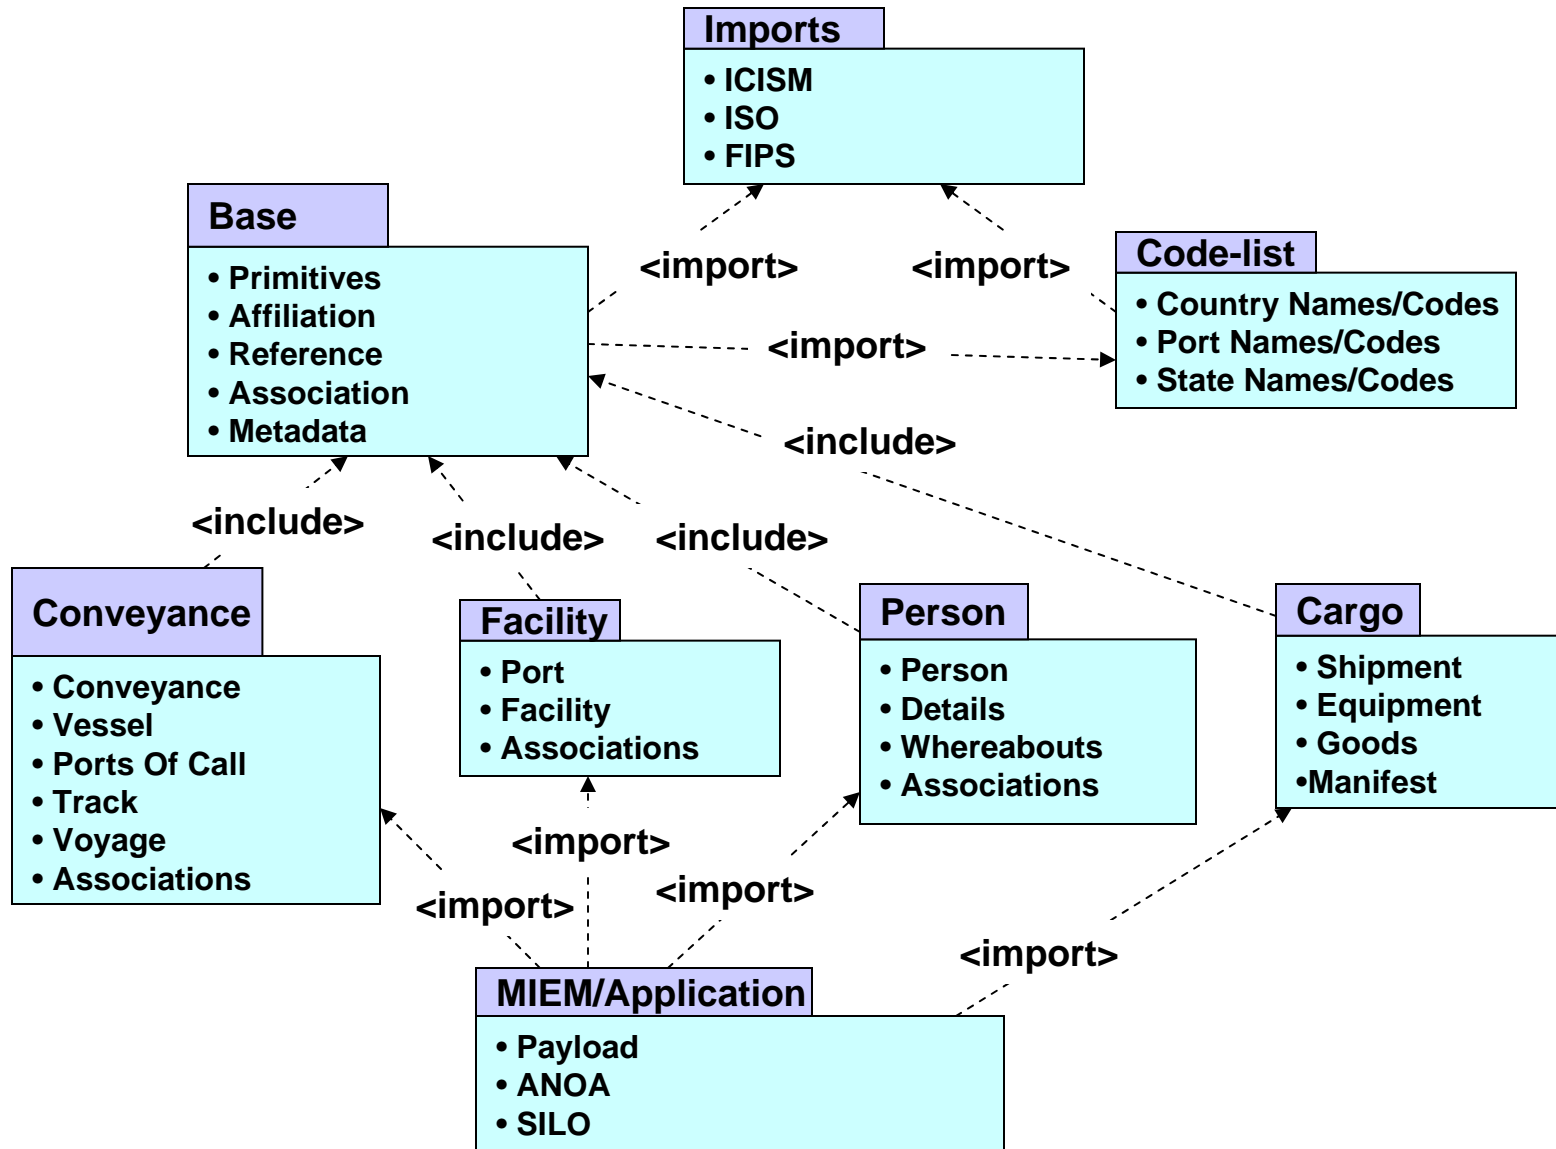 Imports
• ICISM
• ISO
• FIPS
Base
• Primitives
• Affiliation
• Reference
• Association
• Metadata
<import>
<import>
Code-list
• Country Names/Codes
• Port Names/Codes
• State Names/Codes
<import>
<include>
<include>
<include>
<include>
Conveyance
• Conveyance
• Vessel
• Ports Of Call
• Track
• Voyage
• Associations
Facility
• Port
• Facility
• Associations
Person
• Person
• Details
• Whereabouts
• Associations
Cargo
• Shipment
• Equipment
• Goods
•Manifest
<import>
<import>
<import>
<import>
MIEM/Application
• Payload
• ANOA
• SILO